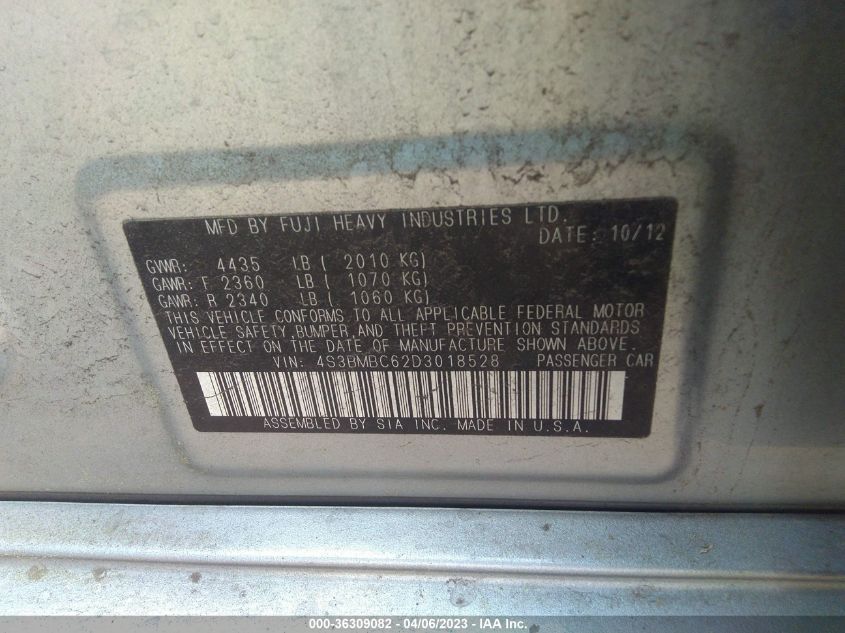 MFD BY FUJI HEAVY INDUSTRIES LTD.
DATE: 10/12
GVWR: 4435 LB ( 2010 KG)
GAWR: F 2360 LB ( 1070 KG)
GAWR: R 2340 LB ( 1060 KG)
THIS VEHICLE CONFORMS TO ALL APPLICABLE FEDERAL MOTOR
VEHICLE SAFETY, BUMPER, AND THEFT PREVENTION STANDARDS
IN EFFECT ON THE DATE OF MANUFACTURE SHOWN ABOVE.
VIN: 4S3BMBC62D3018528 PASSENGER CAR
ASSEMBLED BY SIA INC. MADE IN U.S.A.
000-36309082 - 04/06/2023 - IAA Inc.